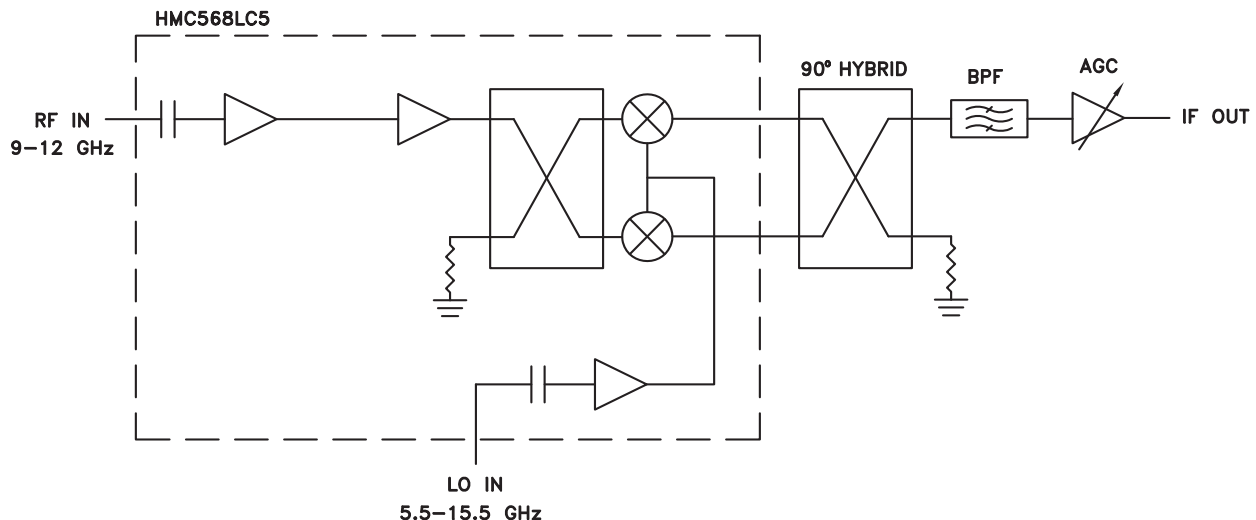 HMC568LC5
RF IN
9–12 GHz
90° HYBRID
BPF
AGC
IF OUT
LO IN
5.5–15.5 GHz